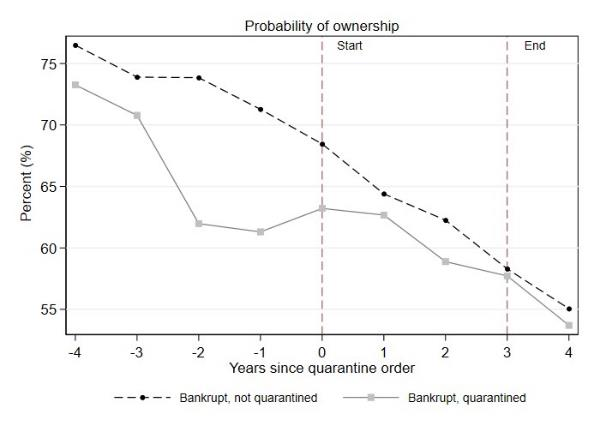 Probability of ownership
Start
End
Percent (%)
75
70
65
60
55
-4 -3 -2 -1 0 1 2 3 4
Years since quarantine order
Bankrupt, not quarantined Bankrupt, quarantined